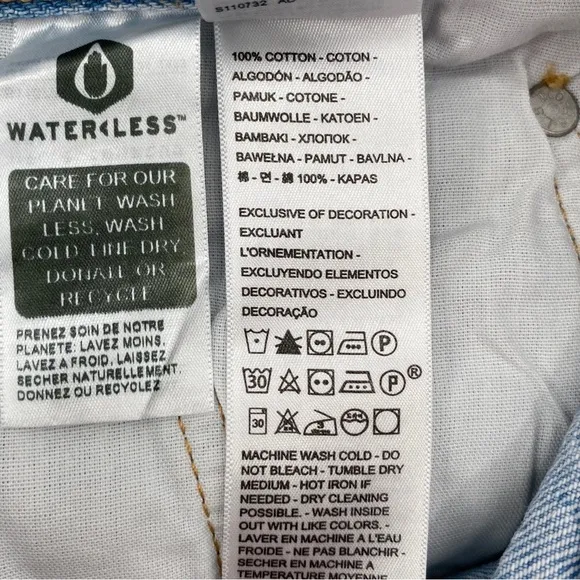 WATER<LESS™
CARE FOR OUR
PLANET. WASH
LESS, WASH
COLD, LINE DRY,
DONATE OR
RECYCLE
PRENEZ SOIN DE NOTRE
PLANÈTE: LAVEZ MOINS,
LAVEZ A FROID, LAISSEZ
SECHER NATURELLEMENT,
DONNEZ OU RECYCLEZ
S110732
100% COTTON - COTON -
ALGODÓN - ALGODÃO -
PAMUK - COTONE -
BAUMWOLLE - KATOEN -
BAMBAKI - ХЛОПОК -
BAWEŁNA - PAMUT - BAVLNA -
棉 - 면 - 綿 100% - KAPAS
EXCLUSIVE OF DECORATION -
EXCLUANT
L'ORNEMENTATION -
EXCLUYENDO ELEMENTOS
DECORATIVOS - EXCLUINDO
DECORAÇÃO
P
30 P ®
30 3
MACHINE WASH COLD - DO
NOT BLEACH - TUMBLE DRY
MEDIUM - HOT IRON IF
NEEDED - DRY CLEANING
POSSIBLE. - WASH INSIDE
OUT WITH LIKE COLORS. -
LAVER EN MACHINE A L'EAU
FROIDE - NE PAS BLANCHIR -
SECHER EN MACHINE A
TEMPERATURE MOYENNE